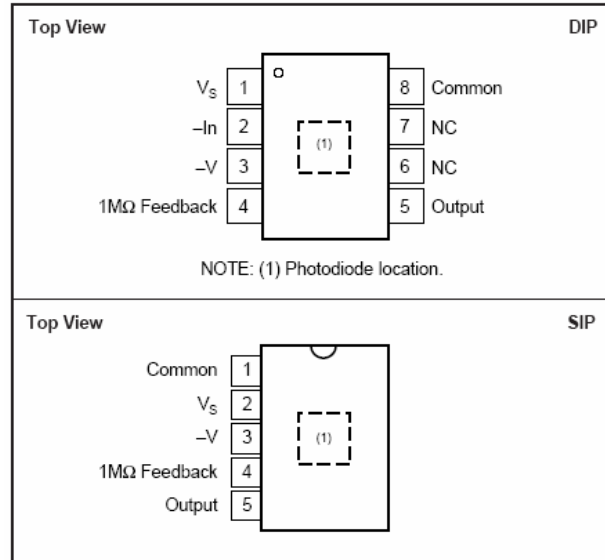 Top View DIP
V_S 1 8 Common
–In 2 7 NC
(1)
–V 3 6 NC
1MΩ Feedback 4 5 Output
NOTE: (1) Photodiode location.
Top View SIP
Common 1
V_S 2
–V 3 (1)
1MΩ Feedback 4
Output 5